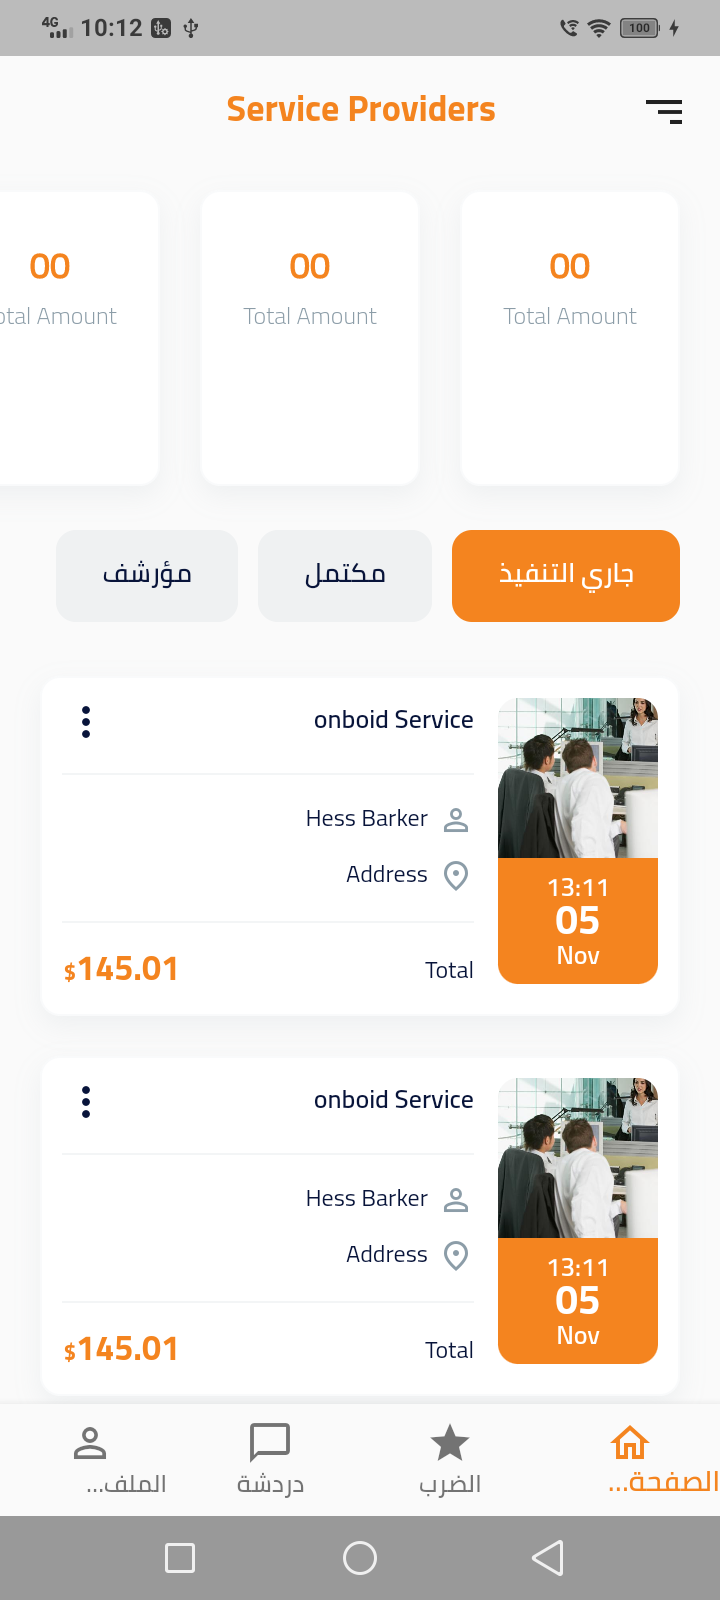 4G 10:12 100
Service Providers
00 00 00
otal Amount Total Amount Total Amount
جاري التنفيذ مكتمل مؤرشف
onboid Service
Hess Barker
Address
13:11
05
Nov
Total $145.01
onboid Service
Hess Barker
Address
13:11
05
Nov
Total $145.01
الصفحة... الضرب دردشة الملف...